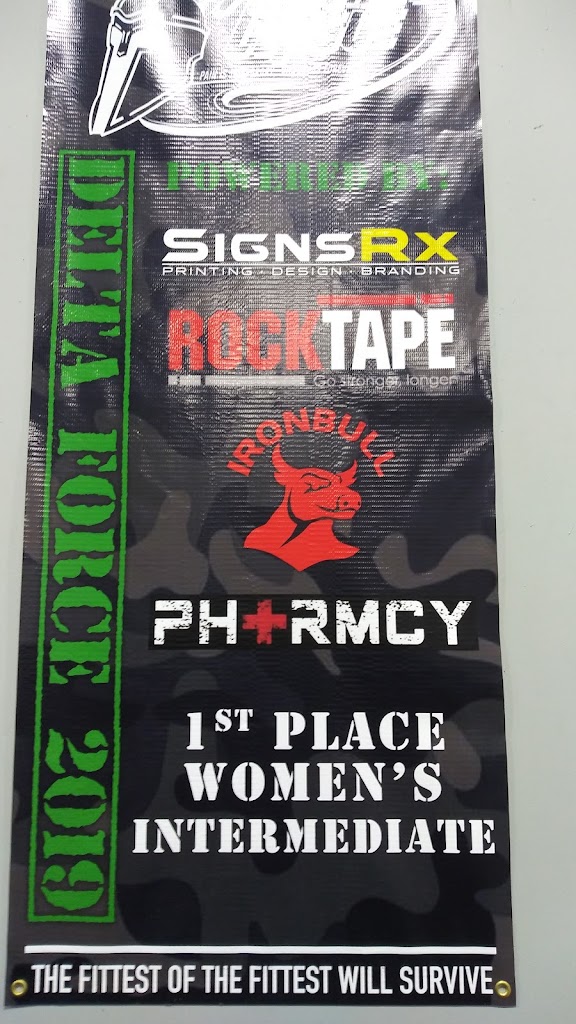 POWERED BY:
SIGNSRX
PRINTING · DESIGN · BRANDING
ROCKTAPE
Go stronger, longer
IRONBULL
PH+RMCY
1ST PLACE
WOMEN'S
INTERMEDIATE
DELTA FORCE 2019
THE FITTEST OF THE FITTEST WILL SURVIVE